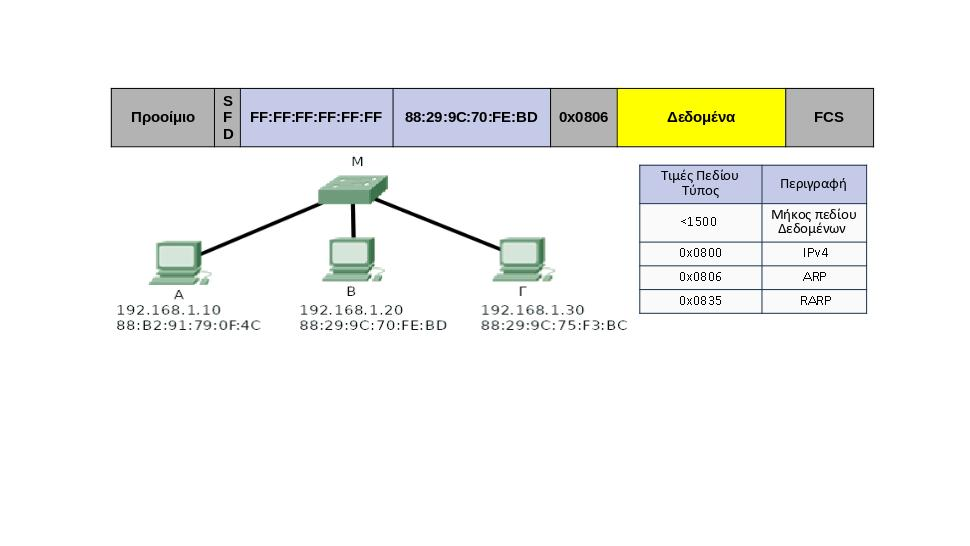 Προοίμιο
S
F
D
FF:FF:FF:FF:FF:FF
88:29:9C:70:FE:BD
0x0806
Δεδομένα
FCS
M
A
192.168.1.10
88:B2:91:79:0F:4C
B
192.168.1.20
88:29:9C:70:FE:BD
Γ
192.168.1.30
88:29:9C:75:F3:BC
Τιμές Πεδίου
Τύπος
Περιγραφή
<1500
Μήκος πεδίου
Δεδομένων
0x0800
IPv4
0x0806
ARP
0x0835
RARP